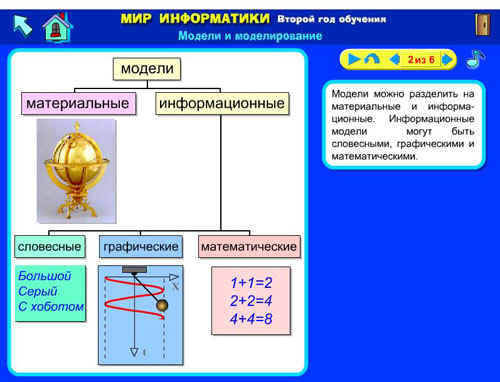 МИР ИНФОРМАТИКИ Второй год обучения
Модели и моделирование
2 из 6
модели
материальные
информационные
Модели можно разделить на
материальные и информа-
ционные. Информационные
модели могут быть
словесными, графическими и
математическими.
словесные
графические
математические
Большой
Серый
С хоботом
X
t
1+1=2
2+2=4
4+4=8